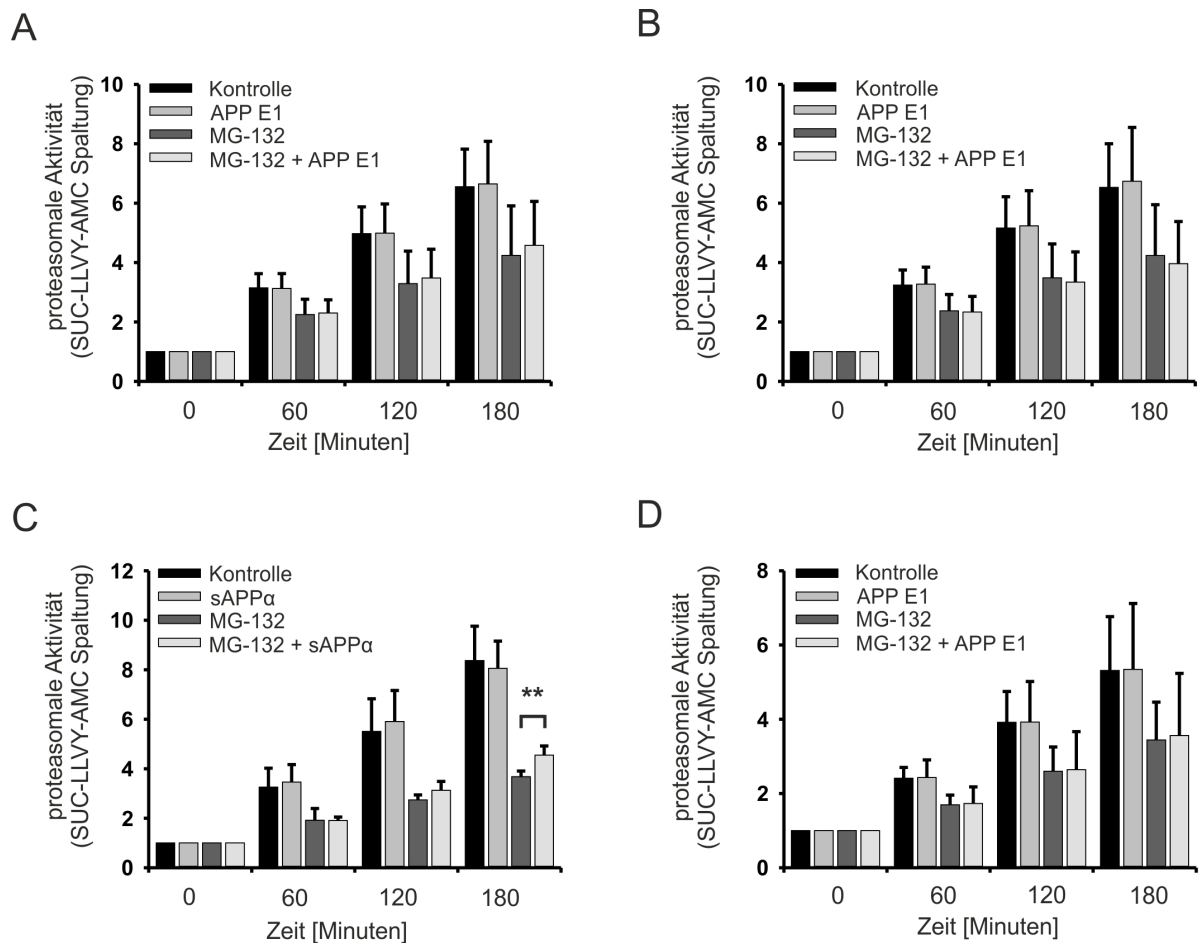 A
proteasomale Aktivität
(SUC-LLVY-AMC Spaltung)
10
8
6
4
2
0
Kontrolle
APP E1
MG-132
MG-132 + APP E1
0 60 120 180
Zeit [Minuten]
B
proteasomale Aktivität
(SUC-LLVY-AMC Spaltung)
10
8
6
4
2
0
Kontrolle
APP E1
MG-132
MG-132 + APP E1
0 60 120 180
Zeit [Minuten]
C
proteasomale Aktivität
(SUC-LLVY-AMC Spaltung)
12
10
8
6
4
2
0
Kontrolle
sAPPα
MG-132
MG-132 + sAPPα
**
0 60 120 180
Zeit [Minuten]
D
proteasomale Aktivität
(SUC-LLVY-AMC Spaltung)
8
6
4
2
0
Kontrolle
APP E1
MG-132
MG-132 + APP E1
0 60 120 180
Zeit [Minuten]